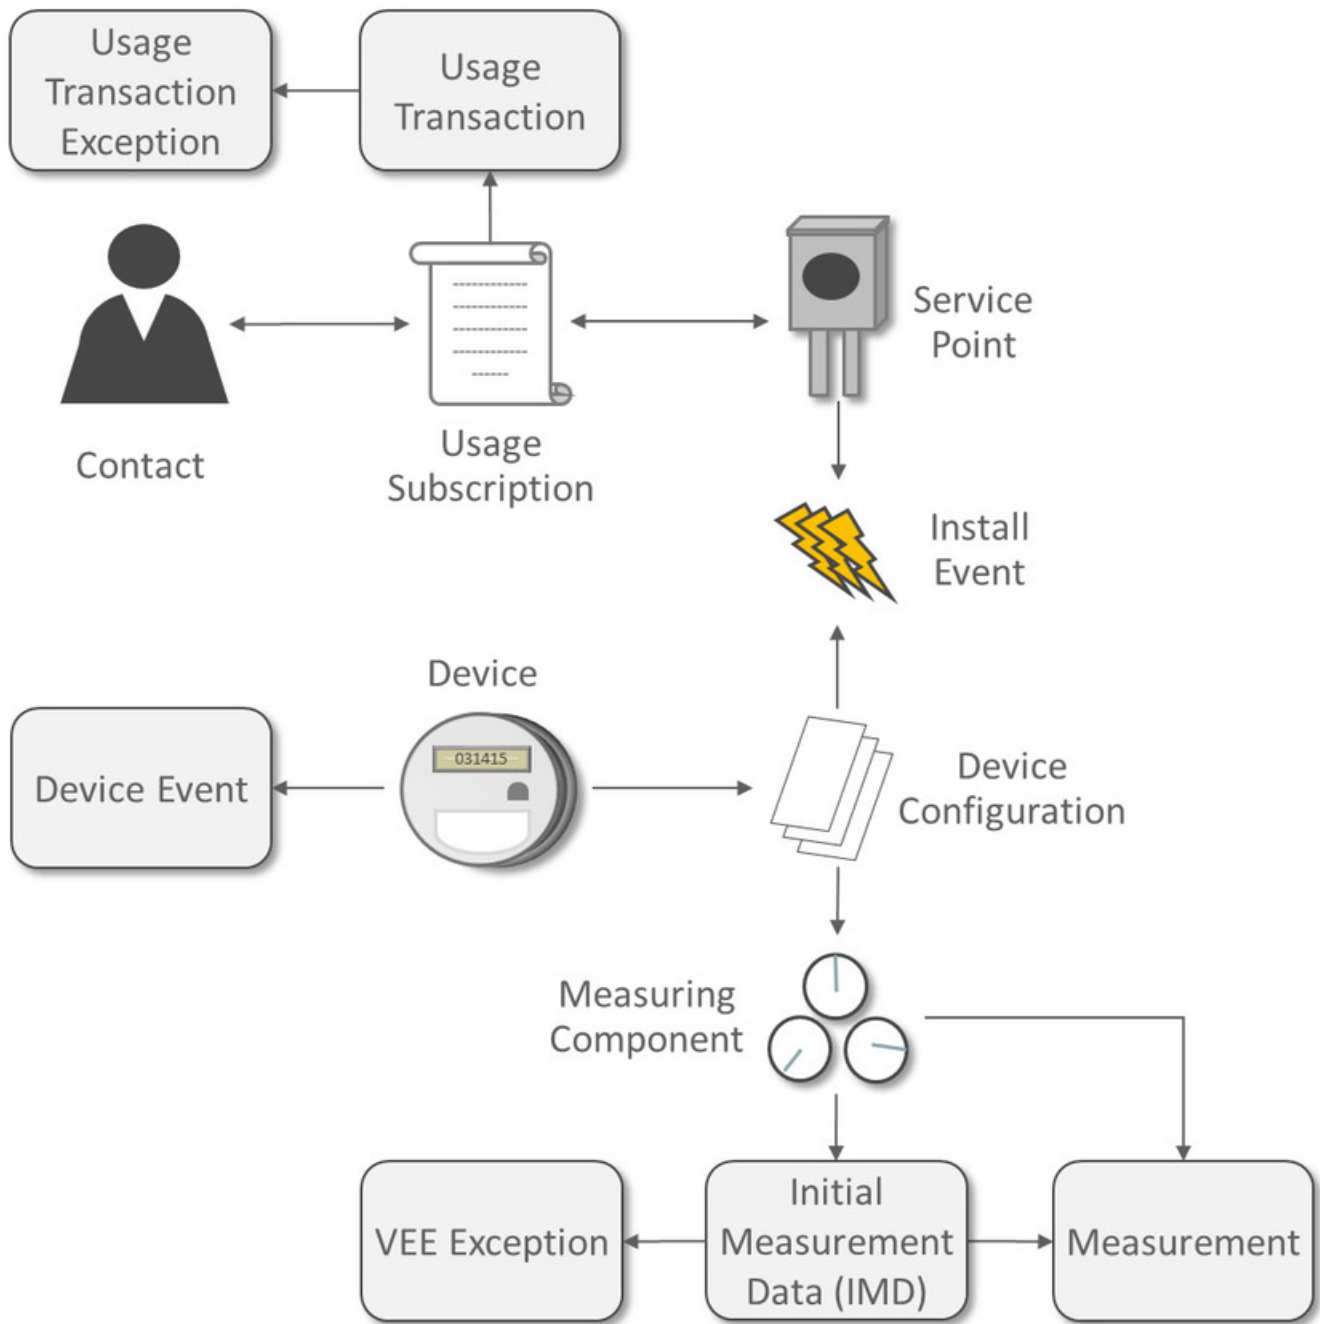 Usage
Transaction
Exception
Usage
Transaction
Contact
Usage
Subscription
Service
Point
Install
Event
Device
031415
Device Event
Device
Configuration
Measuring
Component
VEE Exception
Initial
Measurement
Data (IMD)
Measurement